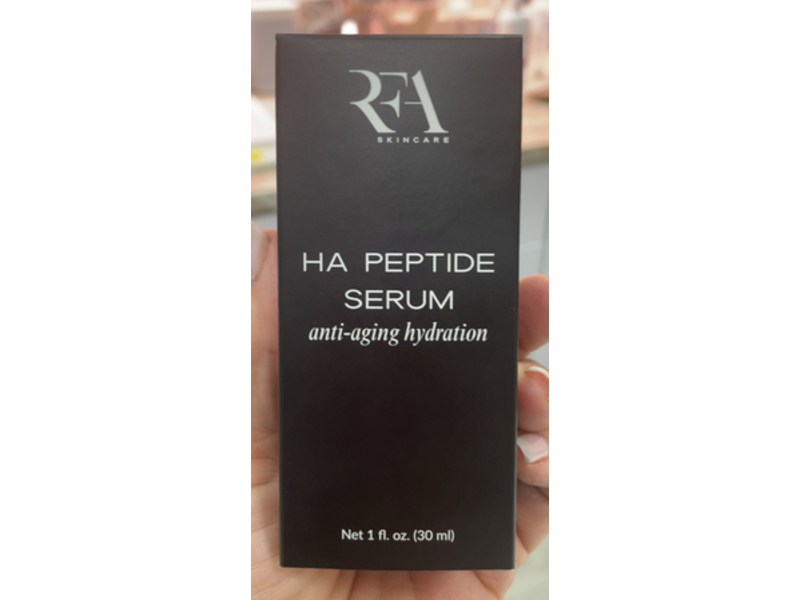 RFA
SKINCARE
HA PEPTIDE
SERUM
anti-aging hydration
Net 1 fl. oz. (30 ml)